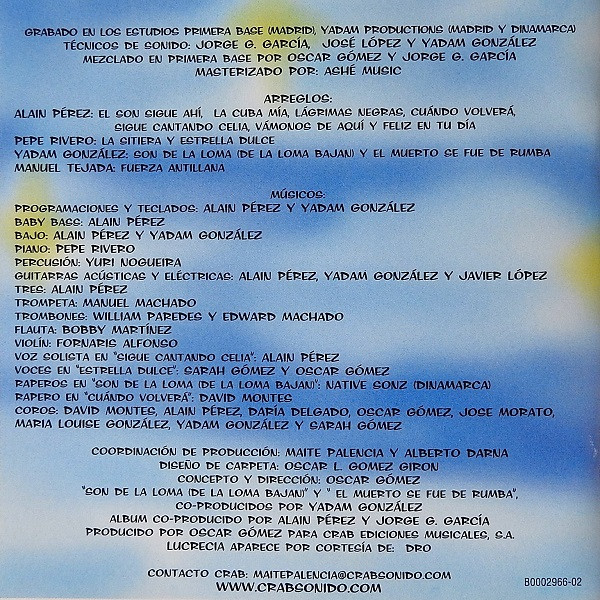 GRABADO EN LOS ESTUDIOS PRIMERA BASE (MADRID), YADAM PRODUCTIONS (MADRID Y DINAMARCA)
TÉCNICOS DE SONIDO: JORGE G. GARCÍA, JOSÉ LÓPEZ Y YADAM GONZÁLEZ
MEZCLADO EN PRIMERA BASE POR OSCAR GÓMEZ Y JORGE G. GARCÍA
MASTERIZADO POR: ASHÉ MUSIC
ARREGLOS:
ALAIN PÉREZ: EL SON SIGUE AHÍ, LA CUBA MÍA, LÁGRIMAS NEGRAS, CUÁNDO VOLVERÁ,
SIGUE CANTANDO CELIA, VÁMONOS DE AQUÍ Y FELIZ EN TU DÍA
PEPE RIVERO: LA SITIERA Y ESTRELLA DULCE
YADAM GONZÁLEZ: SON DE LA LOMA (DE LA LOMA BAJAN) Y EL MUERTO SE FUE DE RUMBA
MANUEL TEJADA: FUERZA ANTILLANA
MÚSICOS:
PROGRAMACIONES Y TECLADOS: ALAIN PÉREZ Y YADAM GONZÁLEZ
BABY BASS: ALAIN PÉREZ
BAJO: ALAIN PÉREZ Y YADAM GONZÁLEZ
PIANO: PEPE RIVERO
PERCUSIÓN: YURI NOGUEIRA
GUITARRAS ACÚSTICAS Y ELÉCTRICAS: ALAIN PÉREZ, YADAM GONZÁLEZ Y JAVIER LÓPEZ
TRES: ALAIN PÉREZ
TROMPETA: MANUEL MACHADO
TROMBONES: WILLIAM PAREDES Y EDWARD MACHADO
FLAUTA: BOBBY MARTÍNEZ
VIOLÍN: FORNARIS ALFONSO
VOZ SOLISTA EN "SIGUE CANTANDO CELIA": ALAIN PÉREZ
VOCES EN "ESTRELLA DULCE": SARAH GÓMEZ Y OSCAR GÓMEZ
RAPEROS EN "SON DE LA LOMA (DE LA LOMA BAJAN)": NATIVE SONZ (DINAMARCA)
RAPERO EN "CUÁNDO VOLVERÁ": DAVID MONTES
COROS: DAVID MONTES, ALAIN PÉREZ, DARÍA DELGADO, OSCAR GÓMEZ, JOSE MORATO,
MARIA LOUISE GONZÁLEZ, YADAM GONZÁLEZ Y SARAH GÓMEZ
COORDINACIÓN DE PRODUCCIÓN: MAITE PALENCIA Y ALBERTO DARNA
DISEÑO DE CARPETA: OSCAR L. GOMEZ GIRON
CONCEPTO Y DIRECCIÓN: OSCAR GÓMEZ
"SON DE LA LOMA (DE LA LOMA BAJAN)" Y " EL MUERTO SE FUE DE RUMBA",
CO-PRODUCIDOS POR YADAM GONZÁLEZ
ALBUM CO-PRODUCIDO POR ALAIN PÉREZ Y JORGE G. GARCÍA
PRODUCIDO POR OSCAR GÓMEZ PARA CRAB EDICIONES MUSICALES, S.A.
LUCRECIA APARECE POR CORTESÍA DE: DRO
CONTACTO CRAB: MAITEPALENCIA@CRABSONIDO.COM
WWW.CRABSONIDO.COM
B0002966-02